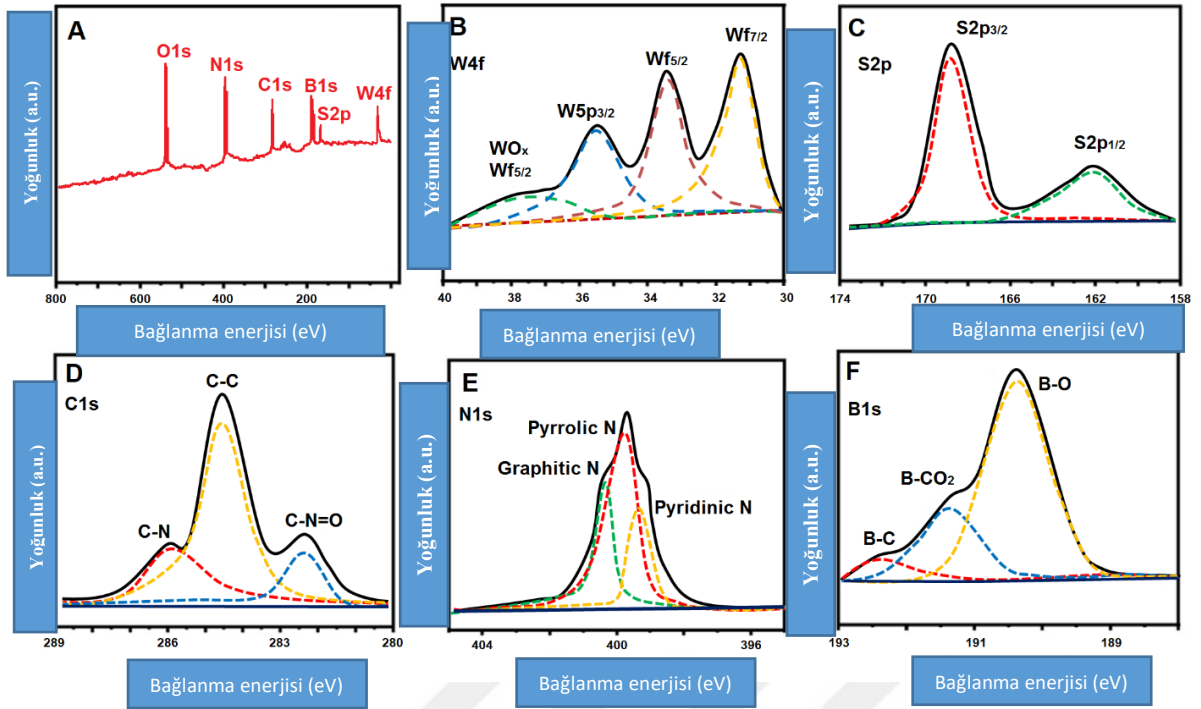 A
O1s
N1s
C1s
B1s
S2p
W4f
Yoğunluk (a.u.)
800 600 400 200
Bağlanma enerjisi (eV)
B
W4f
WOₓ
Wf₅/₂
W5p₃/₂
Wf₅/₂
Wf₇/₂
Yoğunluk (a.u.)
40 38 36 34 32 30
Bağlanma enerjisi (eV)
C
S2p
S2p₃/₂
S2p₁/₂
Yoğunluk (a.u.)
174 170 166 162 158
Bağlanma enerjisi (eV)
D
C1s
C-C
C-N
C-N=O
Yoğunluk (a.u.)
289 286 283 280
Bağlanma enerjisi (eV)
E
N1s
Pyrrolic N
Graphitic N
Pyridinic N
Yoğunluk (a.u.)
404 400 396
Bağlanma enerjisi (eV)
F
B1s
B-O
B-CO₂
B-C
Yoğunluk (a.u.)
193 191 189
Bağlanma enerjisi (eV)